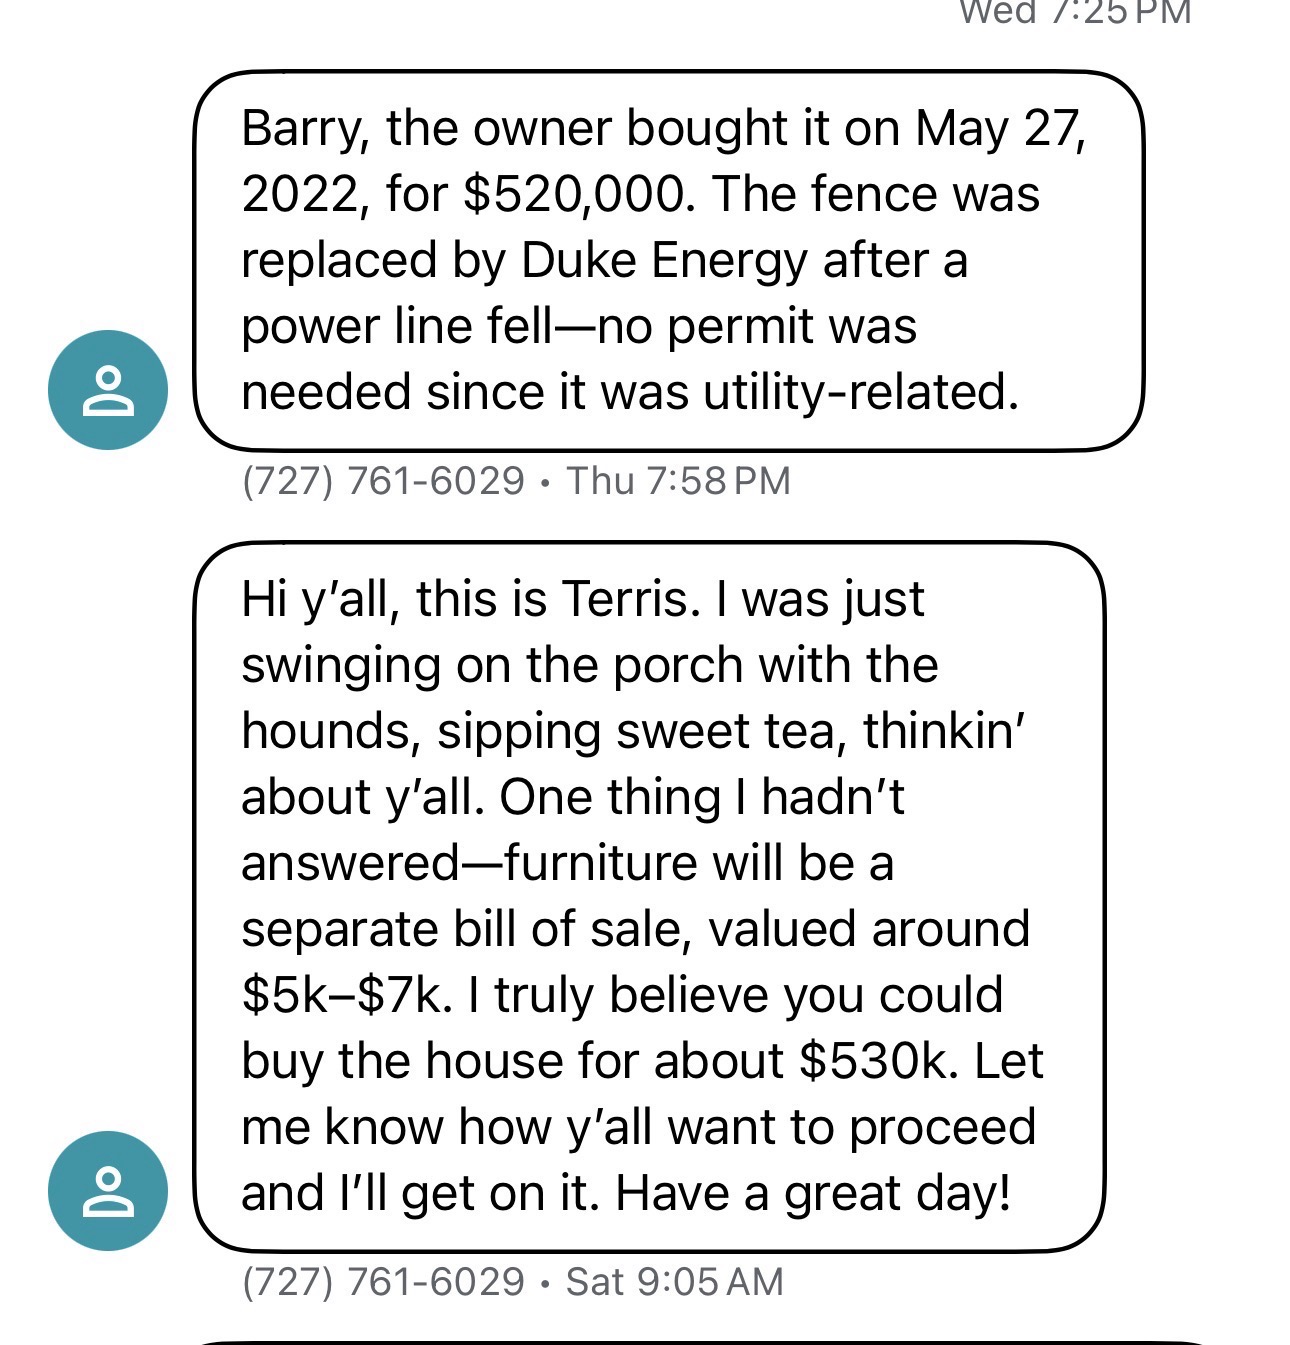 Wed 7:25 PM
Barry, the owner bought it on May 27,
2022, for $520,000. The fence was
replaced by Duke Energy after a
power line fell—no permit was
needed since it was utility-related.
(727) 761-6029 • Thu 7:58 PM
Hi y’all, this is Terris. I was just
swinging on the porch with the
hounds, sipping sweet tea, thinkin’
about y’all. One thing I hadn’t
answered—furniture will be a
separate bill of sale, valued around
$5k–$7k. I truly believe you could
buy the house for about $530k. Let
me know how y’all want to proceed
and I’ll get on it. Have a great day!
(727) 761-6029 • Sat 9:05 AM